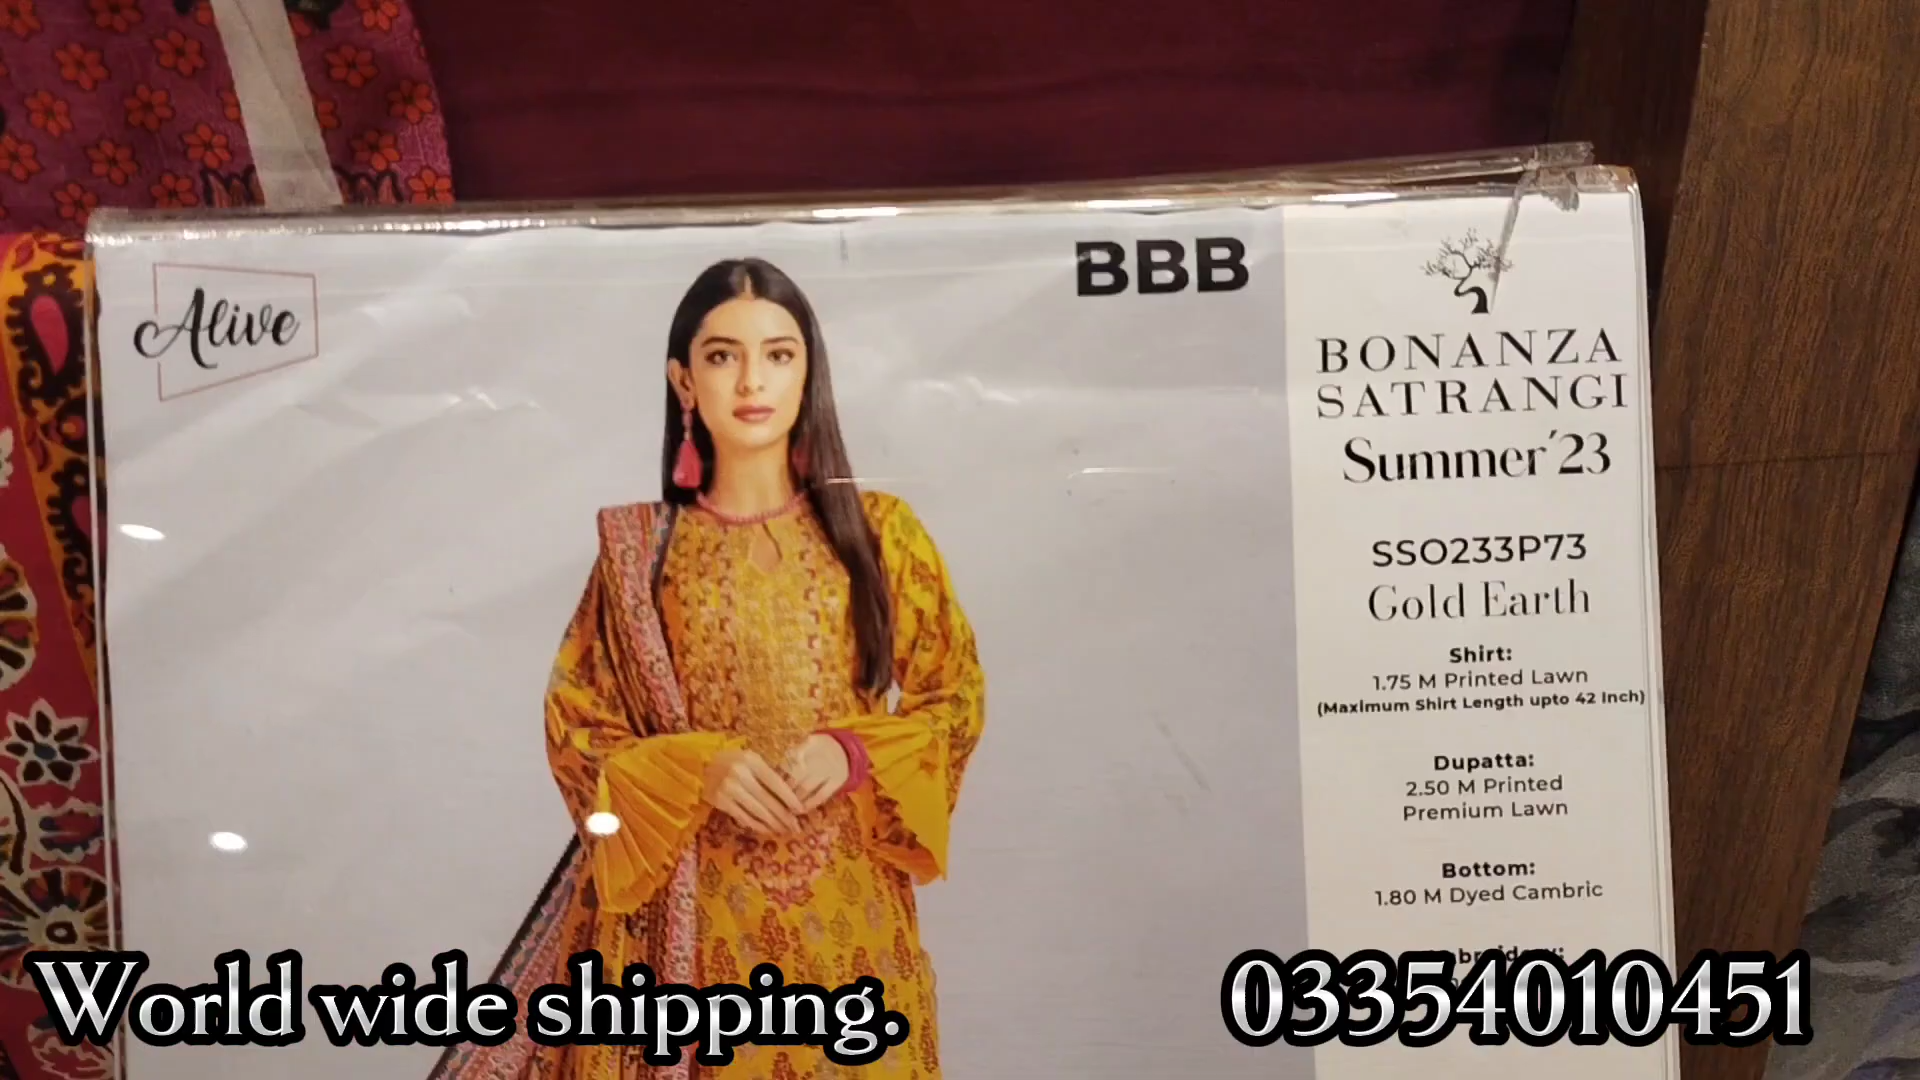 Alive
BBB
BONANZA
SATRANGI
Summer'23
SSO233P73
Gold Earth
Shirt:
1.75 M Printed Lawn
(Maximum Shirt Length upto 42 Inch)
Dupatta:
2.50 M Printed
Premium Lawn
Bottom:
1.80 M Dyed Cambric
World wide shipping.
03354010451